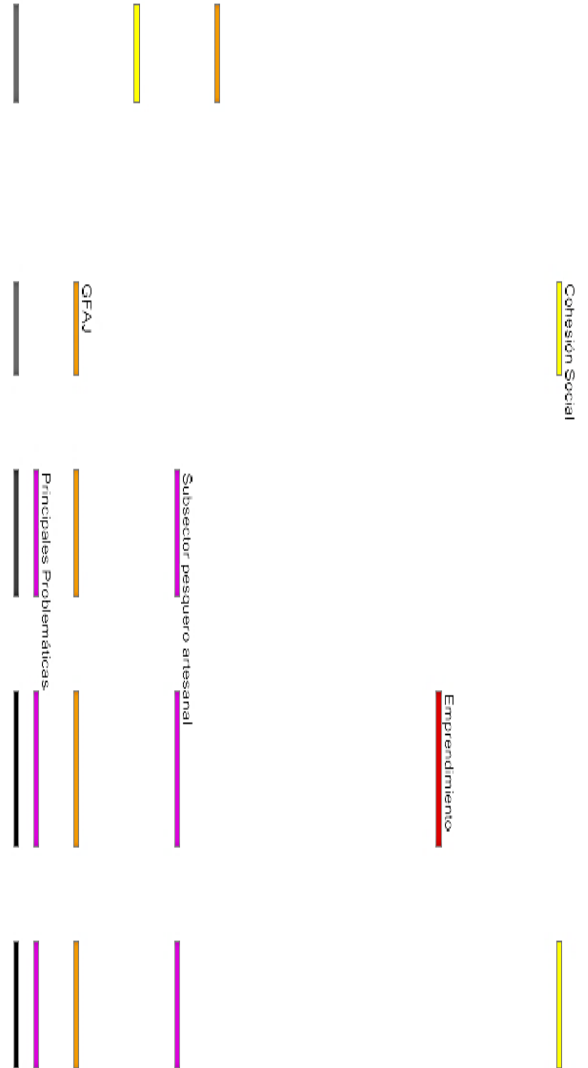 Cohesión Social
GFAJ
Subsector pesquero artesanal
Principales Problemáticas
Emprendimiento